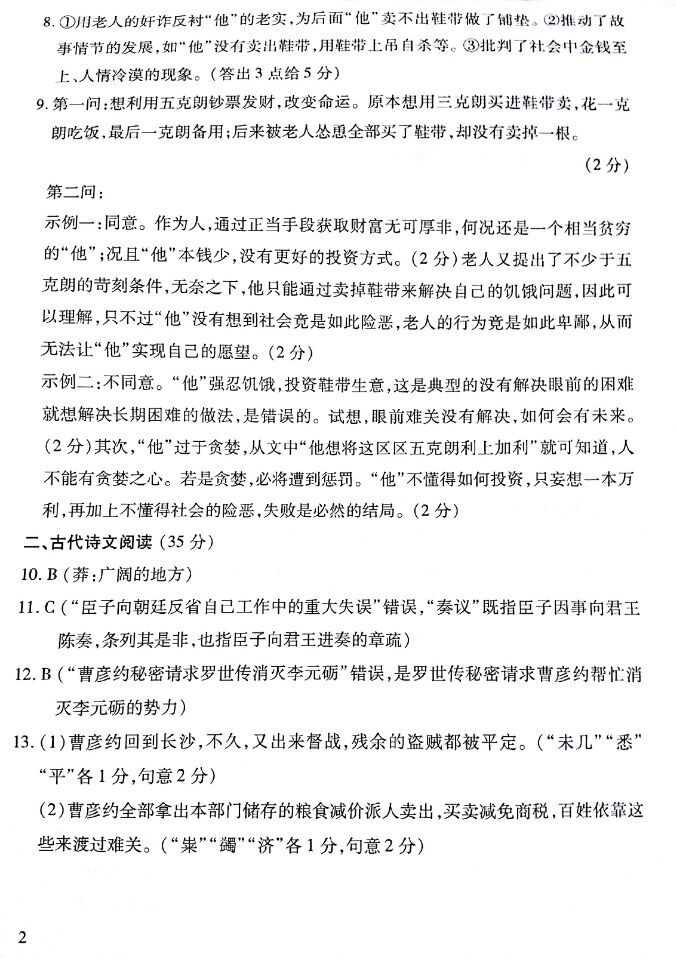 8. ①用老人的奸诈反衬“他”的老实,为后面“他”卖不出鞋带做了铺垫。②推动了故
事情节的发展,如“他”没有卖出鞋带,用鞋带上吊自杀等。③批判了社会中金钱至
上、人情冷漠的现象。(答出3点给5分)
9. 第一问:想利用五克朗钞票发财,改变命运。原本想用三克朗买进鞋带卖,花一克
朗吃饭,最后一克朗备用;后来被老人怂恿全部买了鞋带,却没有卖掉一根。
(2分)
第二问:
示例一:同意。作为人,通过正当手段获取财富无可厚非,何况还是一个相当贫穷
的“他”;况且“他”本钱少,没有更好的投资方式。(2分)老人又提出了不少于五
克朗的苛刻条件,无奈之下,他只能通过卖掉鞋带来解决自己的饥饿问题,因此可
以理解,只不过“他”没有想到社会竟是如此险恶,老人的行为竟是如此卑鄙,从而
无法让“他”实现自己的愿望。(2分)
示例二:不同意。“他”强忍饥饿,投资鞋带生意,这是典型的没有解决眼前的困难
就想解决长期困难的做法,是错误的。试想,眼前难关没有解决,如何会有未来。
(2分)其次,“他”过于贪婪,从文中“他想将这区区五克朗利上加利”就可知道,人
不能有贪婪之心。若是贪婪,必将遭到惩罚。“他”不懂得如何投资,只妄想一本万
利,再加上不懂得社会的险恶,失败是必然的结局。(2分)
二、古代诗文阅读(35分)
10. B(莽:广阔的地方)
11. C(“臣子向朝廷反省自己工作中的重大失误”错误,“奏议”既指臣子因事向君王
陈奏,条列其是非,也指臣子向君王进奏的章疏)
12. B(“曹彦约秘密请求罗世传消灭李元砺”错误,是罗世传秘密请求曹彦约帮忙消
灭李元砺的势力)
13. (1)曹彦约回到长沙,不久,又出来督战,残余的盗贼都被平定。(“未几”“悉”
“平”各1分,句意2分)
(2)曹彦约全部拿出本部门储存的粮食减价派人卖出,买卖减免商税,百姓依靠这
些来渡过难关。(“粜”“蠲”“济”各1分,句意2分)
2